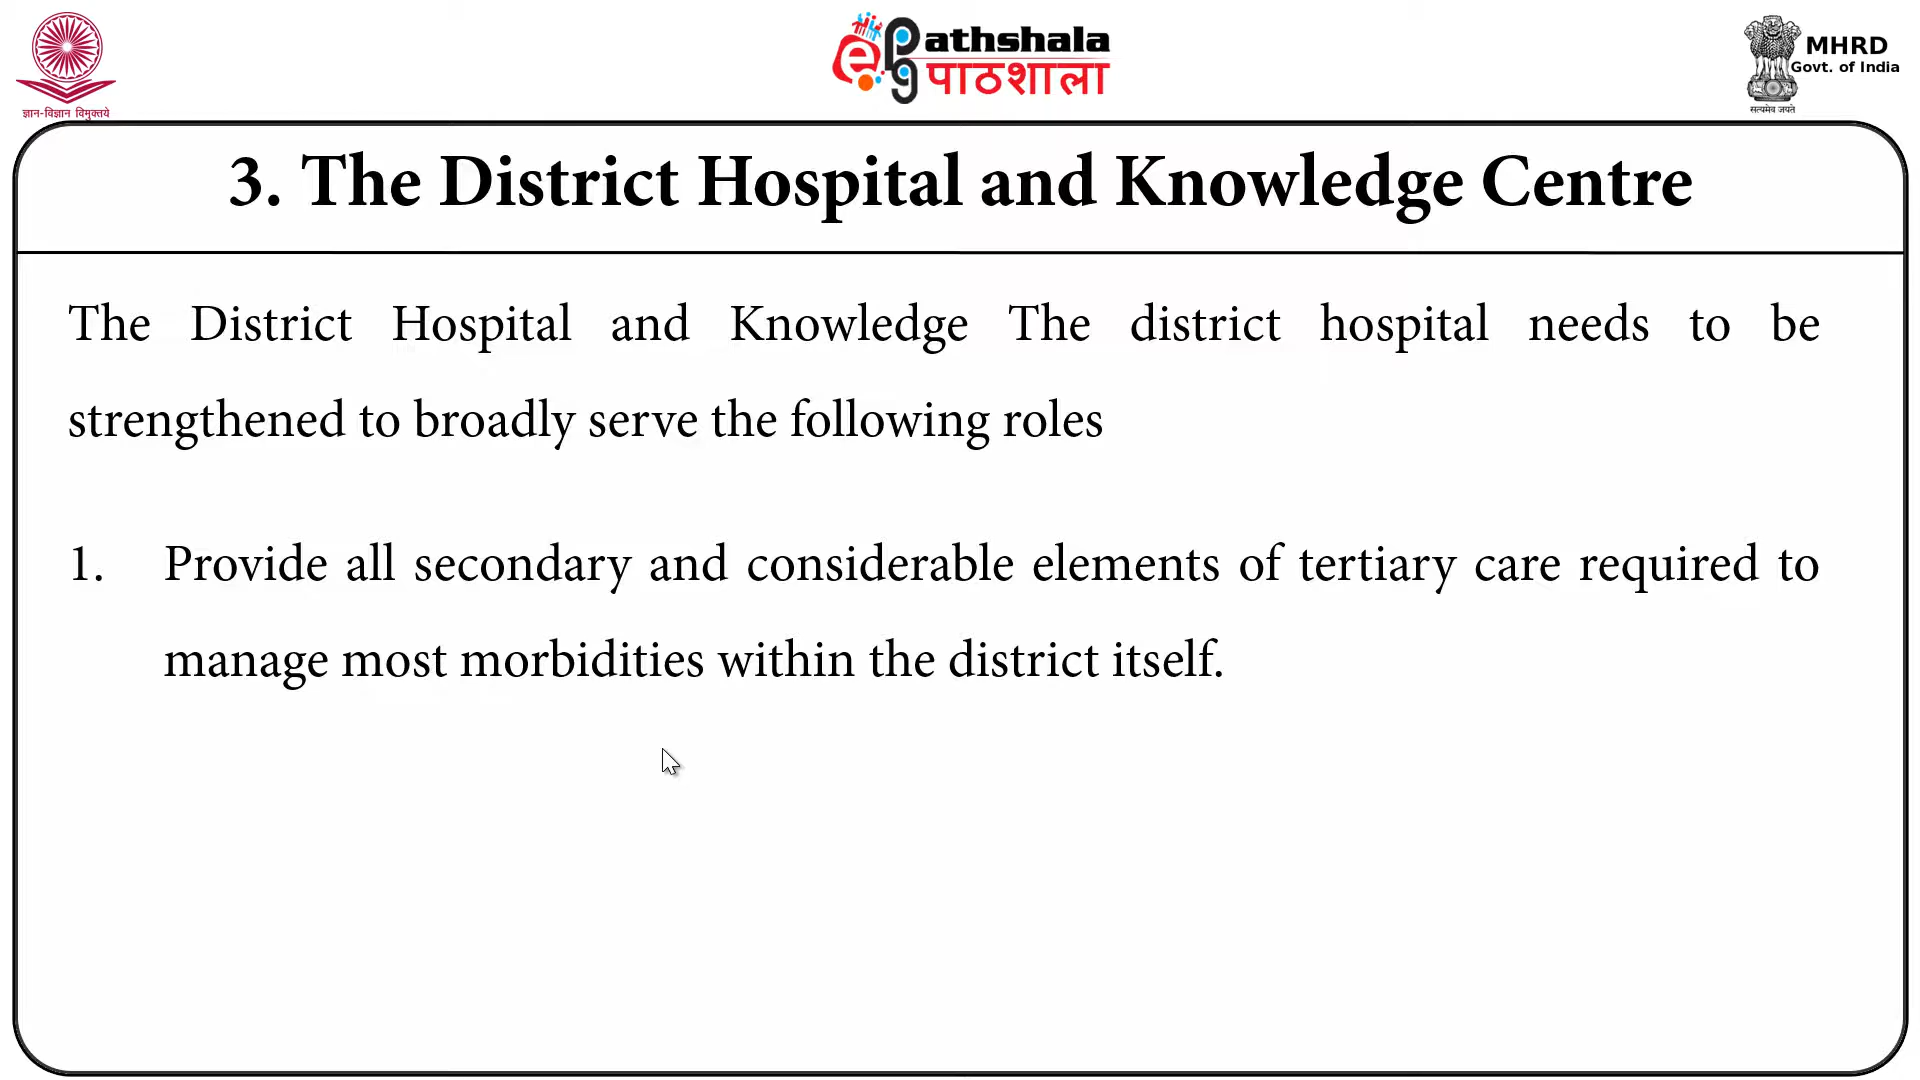 ज्ञान-विज्ञान विमुक्तये
ePathshala
पाठशाला
MHRD
Govt. of India
सत्यमेव जयते
3. The District Hospital and Knowledge Centre
The District Hospital and Knowledge The district hospital needs to be
strengthened to broadly serve the following roles
1. Provide all secondary and considerable elements of tertiary care required to
manage most morbidities within the district itself.